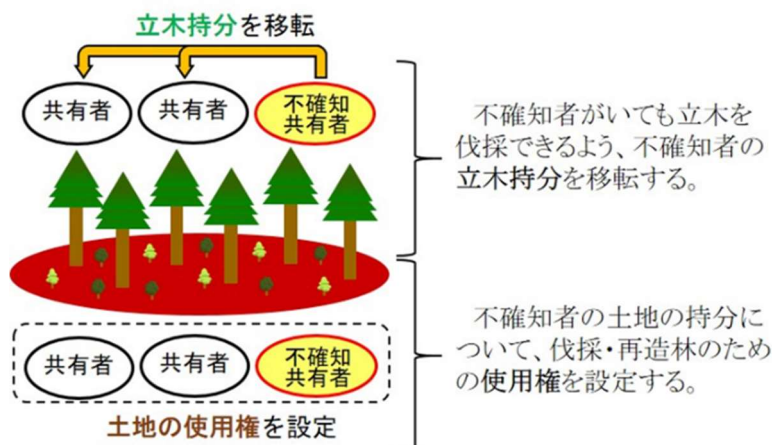 立木持分を移転
共有者
共有者
不確知
共有者
不確知者がいても立木を
伐採できるよう、不確知者の
立木持分を移転する。
不確知者の土地の持分に
ついて、伐採・再造林のため
の使用権を設定する。
共有者
共有者
不確知
共有者
土地の使用権を設定